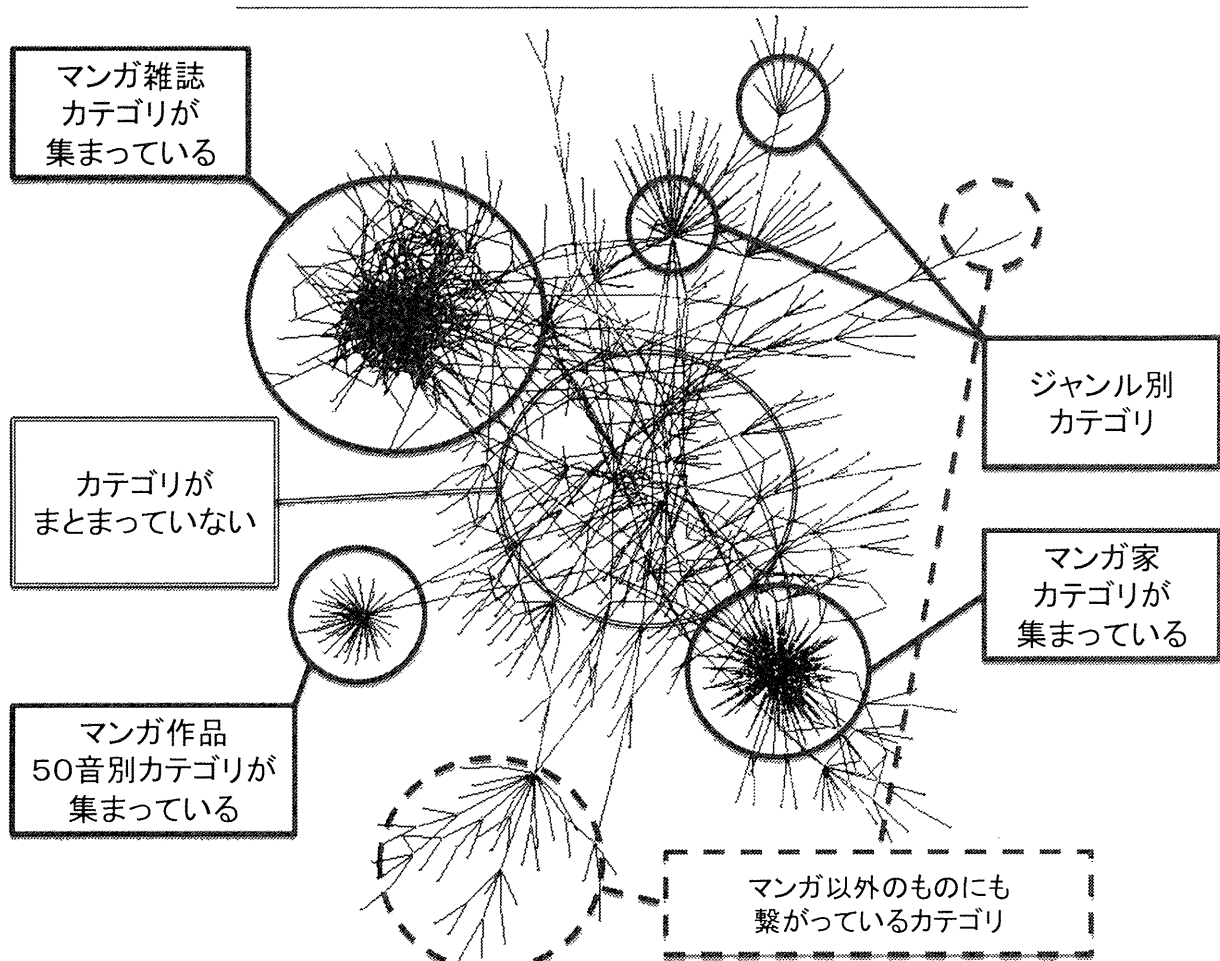 マンガ雑誌
カテゴリが
集まっている
ジャンル別
カテゴリ
カテゴリが
まとまっていない
マンガ家
カテゴリが
集まっている
マンガ作品
50音別カテゴリが
集まっている
マンガ以外のものにも
繋がっているカテゴリ